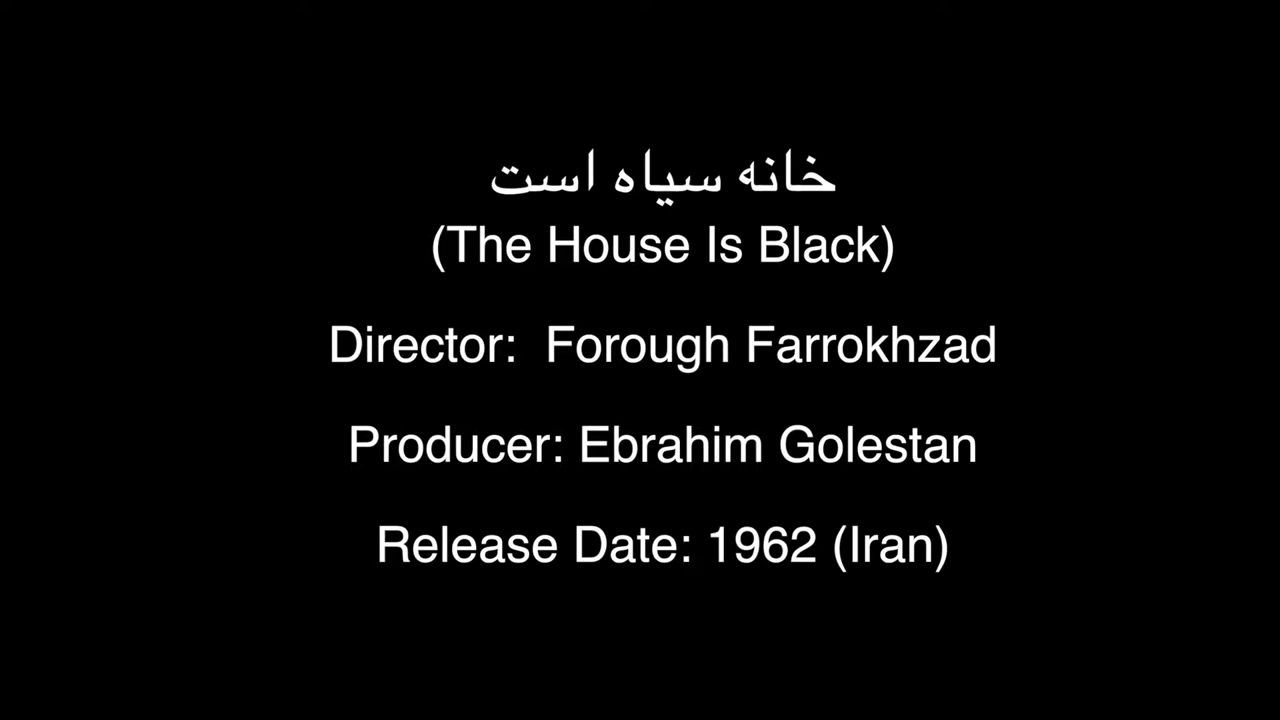 خانه سیاه است
(The House Is Black)
Director:  Forough Farrokhzad
Producer: Ebrahim Golestan
Release Date: 1962 (Iran)